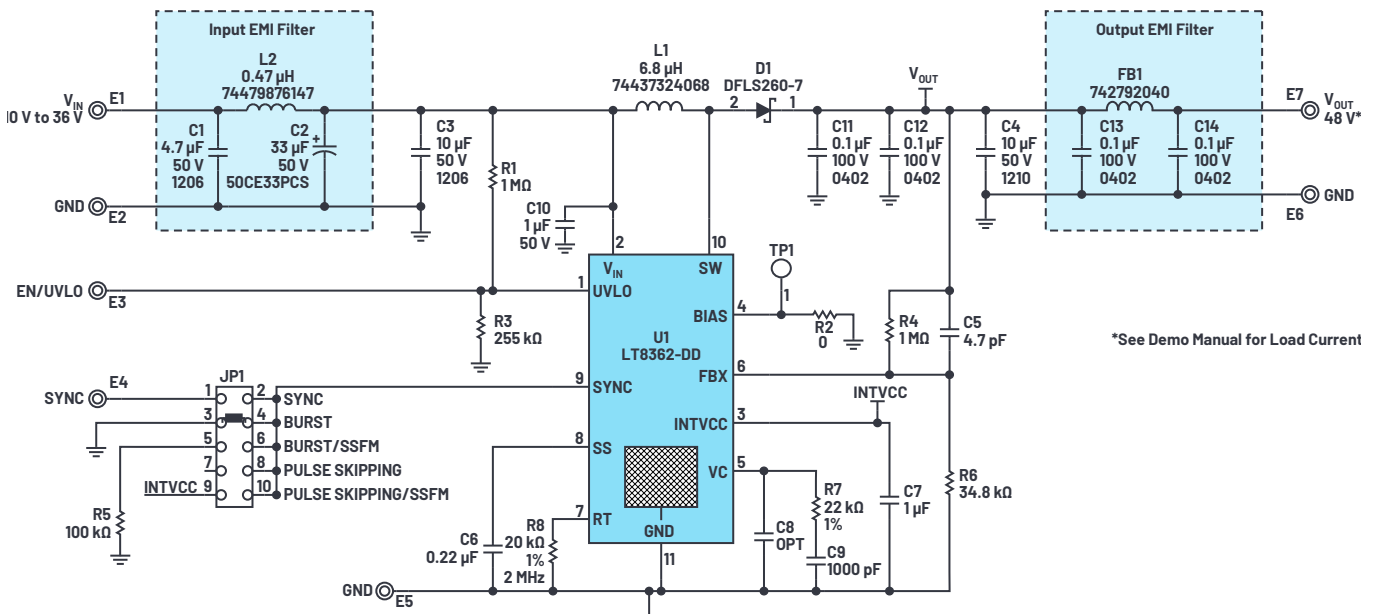 Input EMI Filter
L2
0.47 µH
74479876147
L1
6.8 µH
74437324068
D1
DFLS260-7
2
1
VOUT
Output EMI Filter
FB1
742792040
VIN
E1
10 V to 36 V
C1
4.7 µF
50 V
1206
C2
33 µF
50 V
50CE33PCS
+
C3
10 µF
50 V
1206
R1
1 MΩ
C11
0.1 µF
100 V
0402
C12
0.1 µF
100 V
0402
C4
10 µF
50 V
1210
C13
0.1 µF
100 V
0402
C14
0.1 µF
100 V
0402
E7
VOUT
48 V*
GND
E2
C10
1 µF
50 V
GND
E6
2
10
VIN
SW
TP1
1
EN/UVLO
E3
1
UVLO
R3
255 kΩ
BIAS
4
R2
0
R4
1 MΩ
C5
4.7 pF
U1
LT8362-DD
*See Demo Manual for Load Current
FBX
6
JP1
SYNC
E4
1
2
SYNC
3
4
BURST
5
6
BURST/SSFM
7
8
PULSE SKIPPING
INTVCC
9
10
PULSE SKIPPING/SSFM
R5
100 kΩ
9
SYNC
INTVCC
INTVCC
3
8
SS
VC
5
R7
22 kΩ
1%
C7
1 µF
R6
34.8 kΩ
7
RT
GND
11
C6
0.22 µF
R8
20 kΩ
1%
2 MHz
C8
OPT
C9
1000 pF
GND
E5